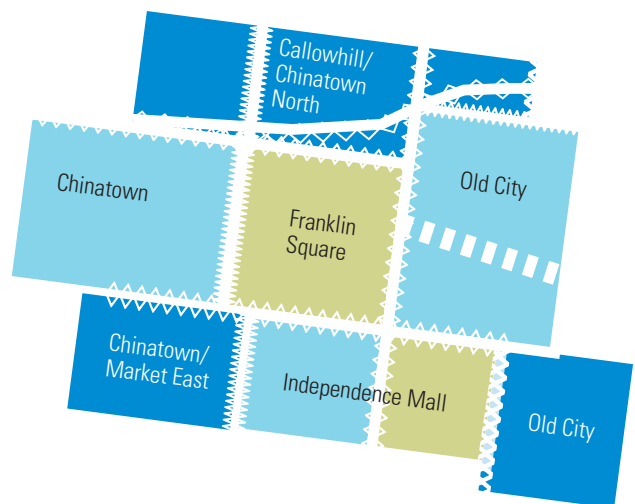 Callowhill/
Chinatown
North
Chinatown
Old City
Franklin
Square
Chinatown/
Market East
Independence Mall
Old City